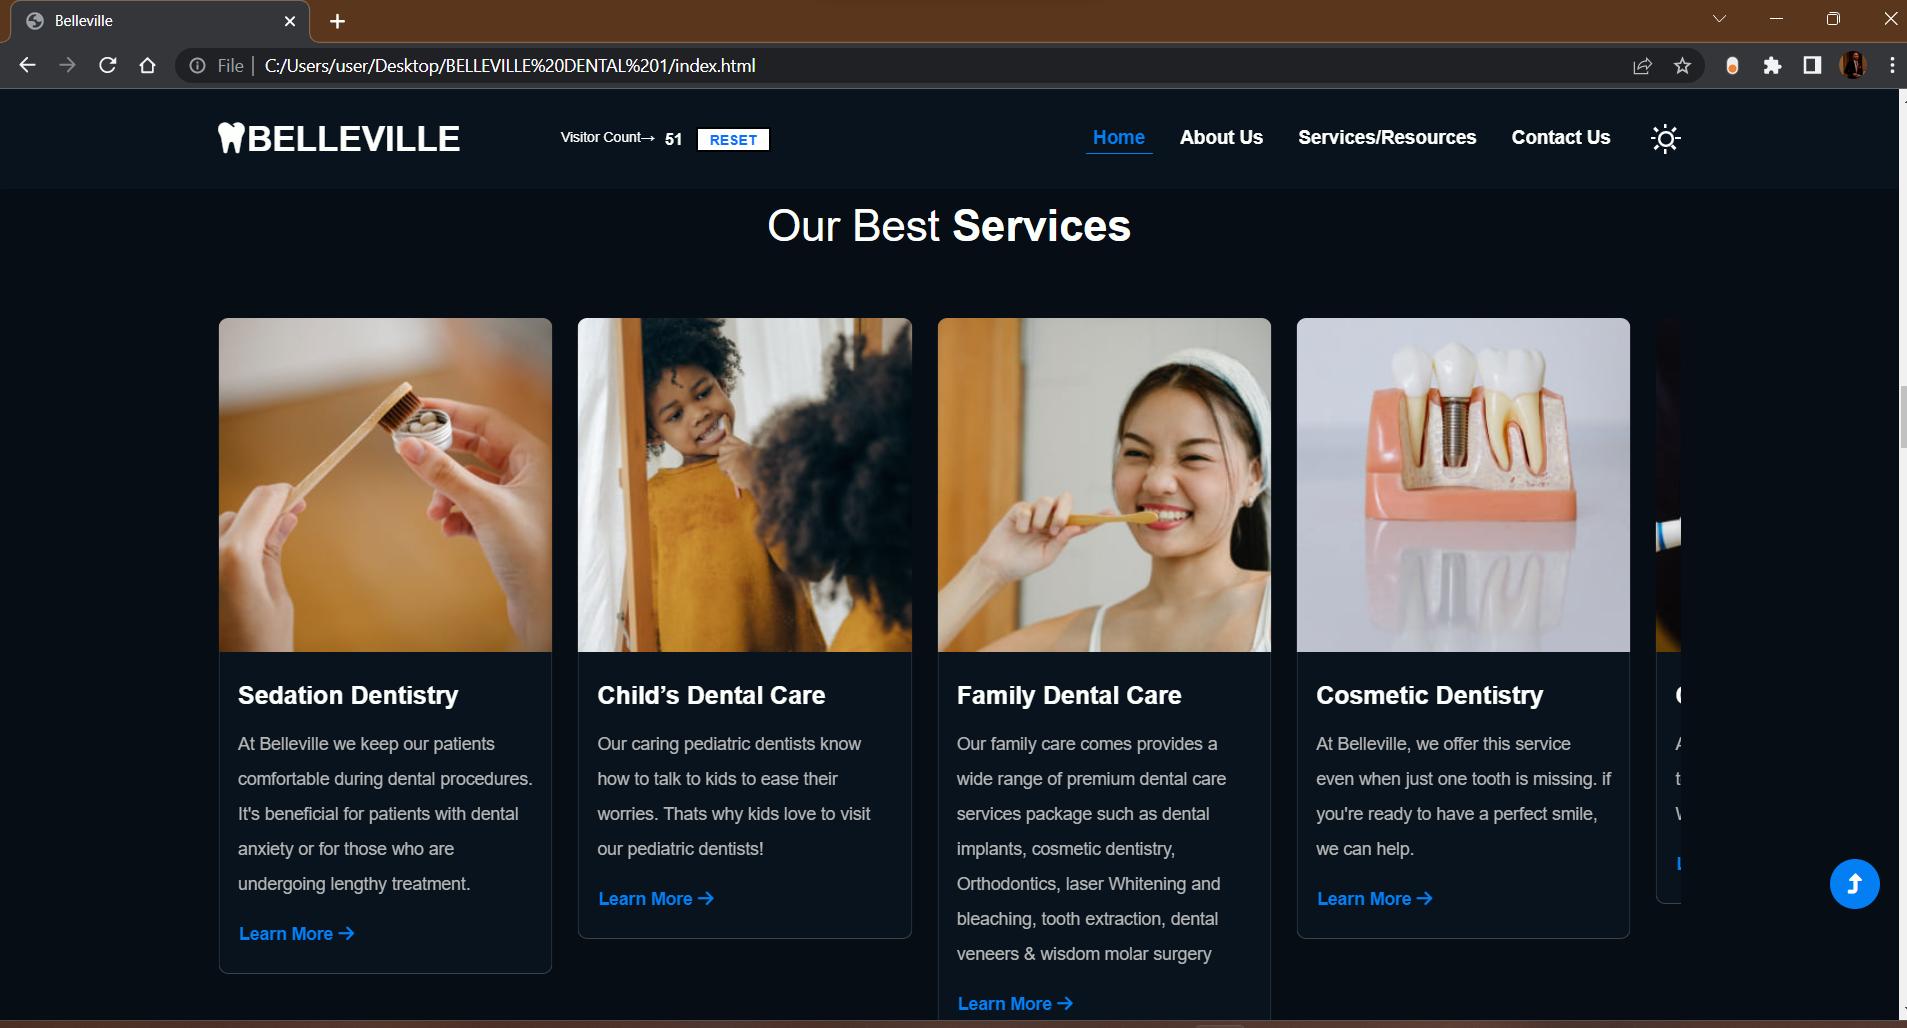 Belleville
File
C:/Users/user/Desktop/BELLEVILLE%20DENTAL%201/index.html
BELLEVILLE
Visitor Count→ 51 RESET
Home About Us Services/Resources Contact Us
Our Best Services
Sedation Dentistry
At Belleville we keep our patients
comfortable during dental procedures.
It's beneficial for patients with dental
anxiety or for those who are
undergoing lengthy treatment.
Learn More →
Child’s Dental Care
Our caring pediatric dentists know
how to talk to kids to ease their
worries. Thats why kids love to visit
our pediatric dentists!
Learn More →
Family Dental Care
Our family care comes provides a
wide range of premium dental care
services package such as dental
implants, cosmetic dentistry,
Orthodontics, laser Whitening and
bleaching, tooth extraction, dental
veneers & wisdom molar surgery
Learn More →
Cosmetic Dentistry
At Belleville, we offer this service
even when just one tooth is missing. if
you're ready to have a perfect smile,
we can help.
Learn More →